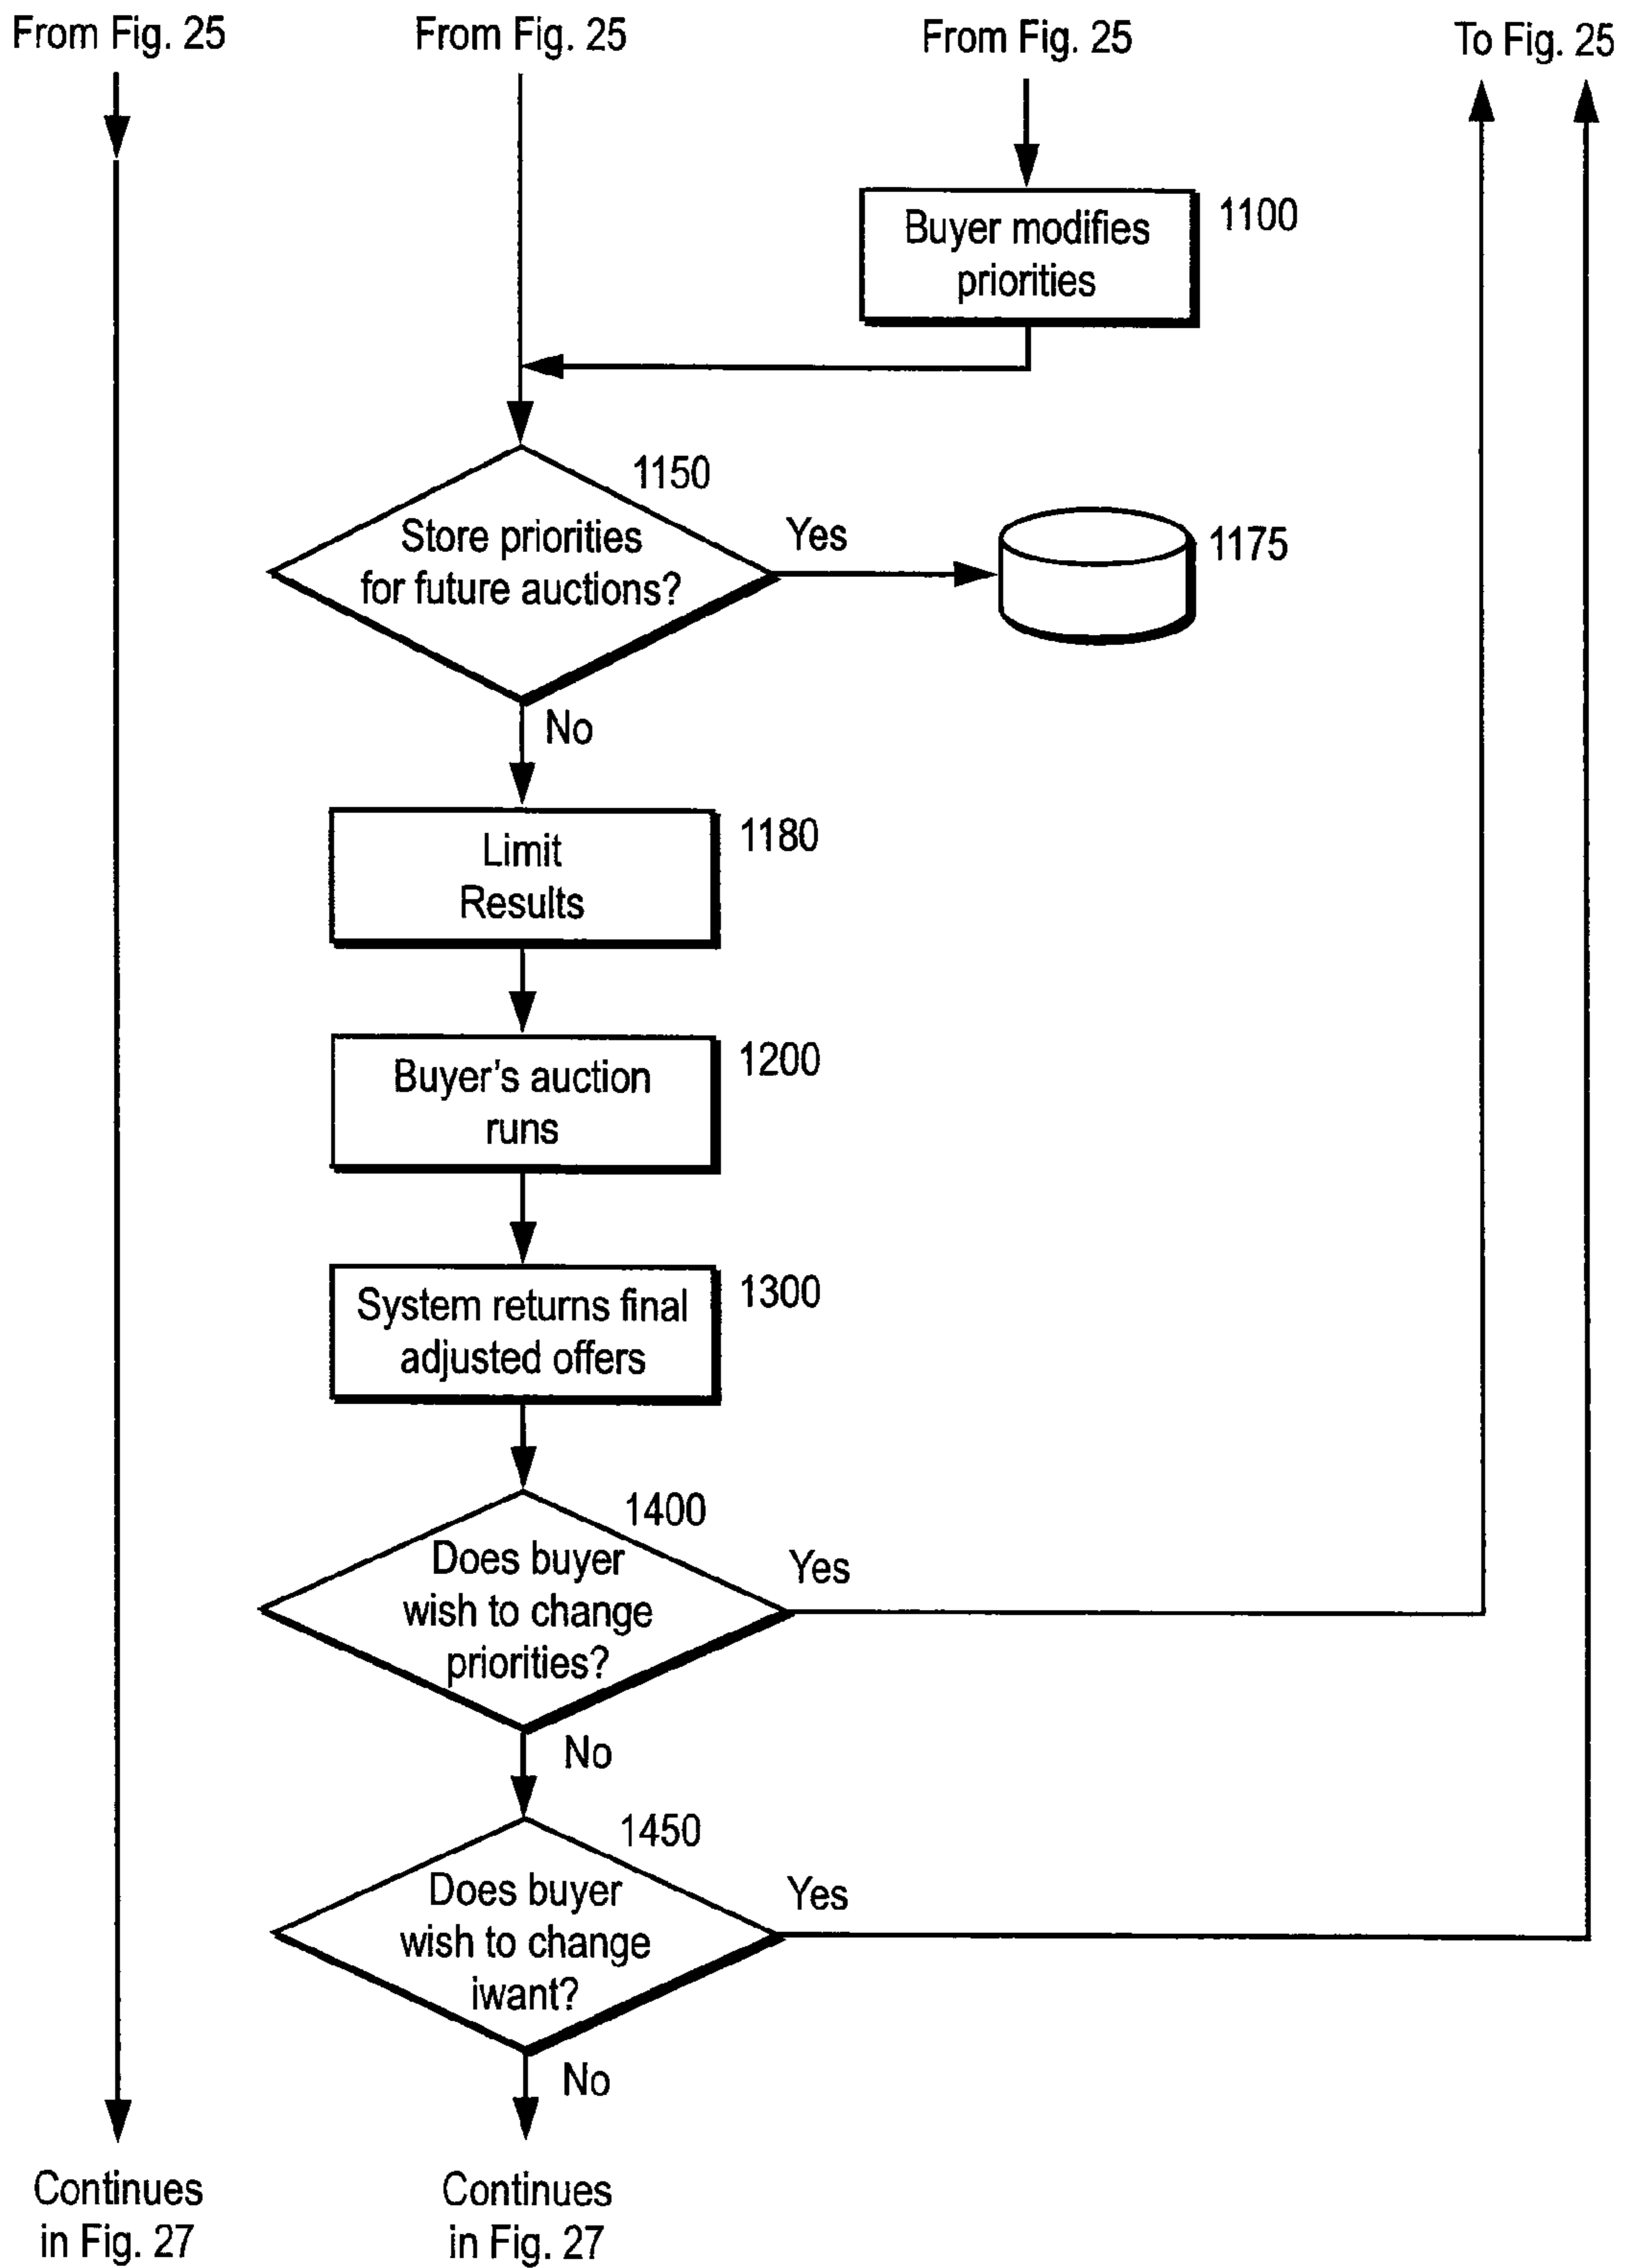 From Fig. 25
From Fig. 25
From Fig. 25
To Fig. 25
Buyer modifies
priorities
1100
1150
Store priorities
for future auctions?
Yes
1175
No
Limit
Results
1180
Buyer's auction
runs
1200
System returns final
adjusted offers
1300
1400
Does buyer
wish to change
priorities?
Yes
No
1450
Does buyer
wish to change
iwant?
Yes
No
Continues
in Fig. 27
Continues
in Fig. 27